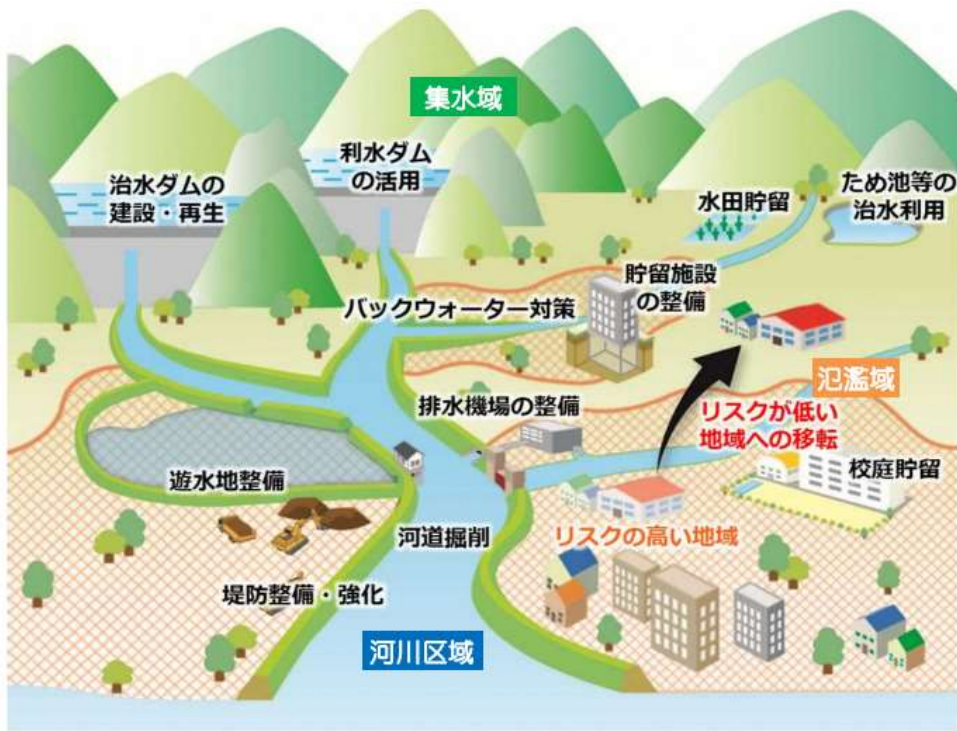 集水域
利水ダム
の活用
治水ダムの
建設・再生
水田貯留
ため池等の
治水利用
貯留施設
の整備
バックウォーター対策
氾濫域
排水機場の整備
リスクが低い
地域への移転
遊水地整備
校庭貯留
河道掘削
リスクの高い地域
堤防整備・強化
河川区域